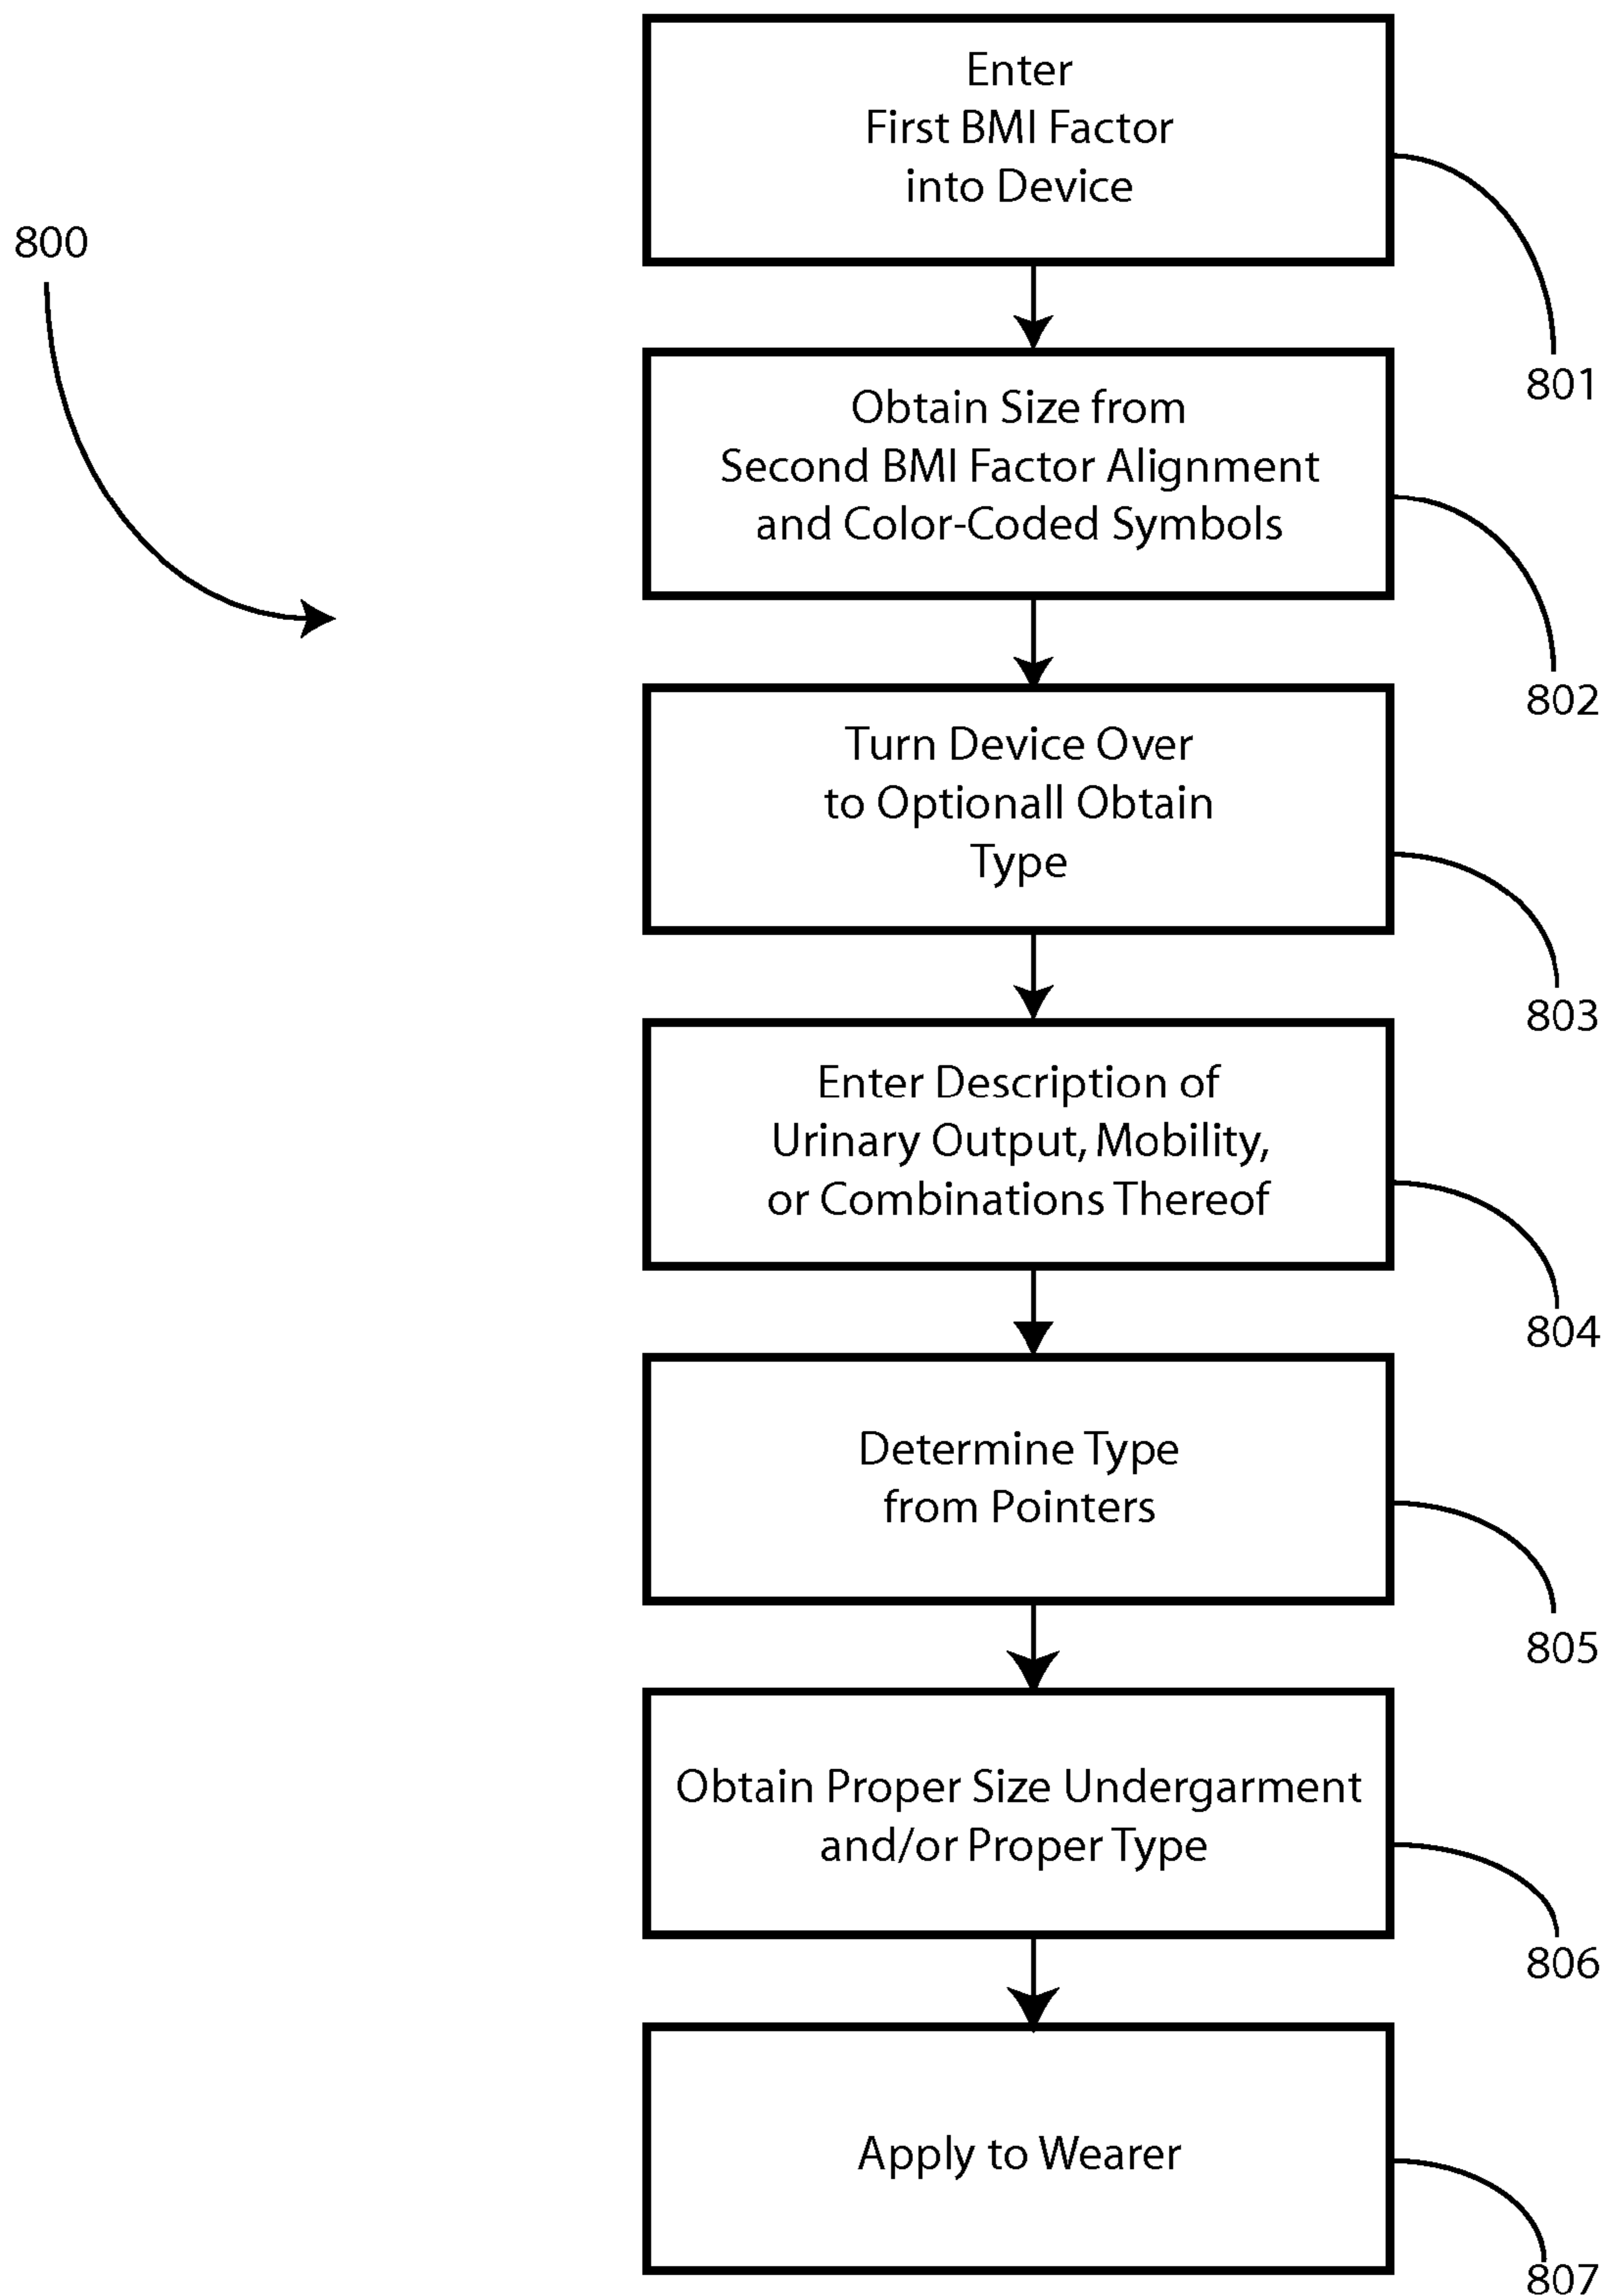 Enter
First BMI Factor
into Device
800
801
Obtain Size from
Second BMI Factor Alignment
and Color-Coded Symbols
802
Turn Device Over
to Optionall Obtain
Type
803
Enter Description of
Urinary Output, Mobility,
or Combinations Thereof
804
Determine Type
from Pointers
805
Obtain Proper Size Undergarment
and/or Proper Type
806
Apply to Wearer
807